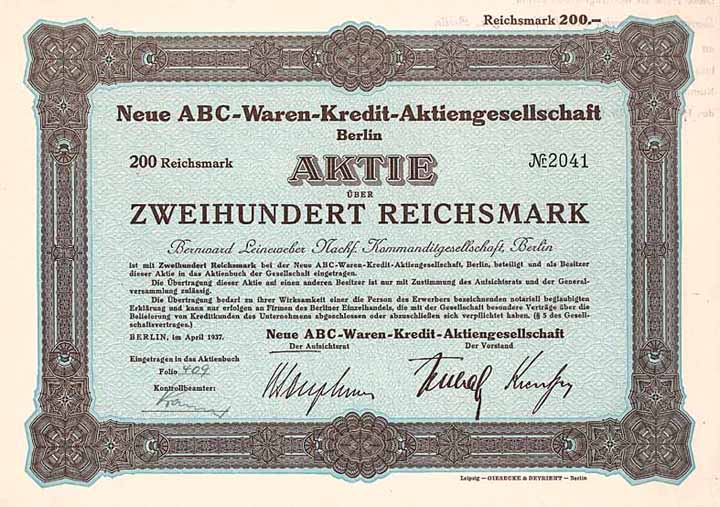 Reichsmark 200.—
Neue ABC-Waren-Kredit-Aktiengesellschaft
Berlin
200 Reichsmark
AKTIE
№ 2041
ÜBER
ZWEIHUNDERT REICHSMARK
Bernward Leineweber Nachf. Kommanditgesellschaft, Berlin
ist mit Zweihundert Reichsmark bei der Neue ABC-Waren-Kredit-Aktiengesellschaft, Berlin, beteiligt und als Besitzer
dieser Aktie in das Aktienbuch der Gesellschaft eingetragen.
Die Übertragung dieser Aktie auf einen anderen Besitzer ist nur mit Zustimmung des Aufsichtsrats und der General-
versammlung zulässig.
Die Übertragung bedarf zu ihrer Wirksamkeit einer die Person des Erwerbers bezeichnenden notariell beglaubigten
Erklärung und kann nur erfolgen an Firmen des Berliner Einzelhandels, die mit der Gesellschaft besondere Verträge über die
Belieferung von Kreditkunden des Unternehmens abgeschlossen oder abzuschließen sich verpflichtet haben. (§ 5 des Gesell-
schaftsvertrages.)
BERLIN, im April 1937.
Neue ABC-Waren-Kredit-Aktiengesellschaft
Der Aufsichtsrat
Der Vorstand
Eingetragen in das Aktienbuch
Folio 409
Kontrollbeamter:
Leipzig — GIESECKE & DEVRIENT — Berlin